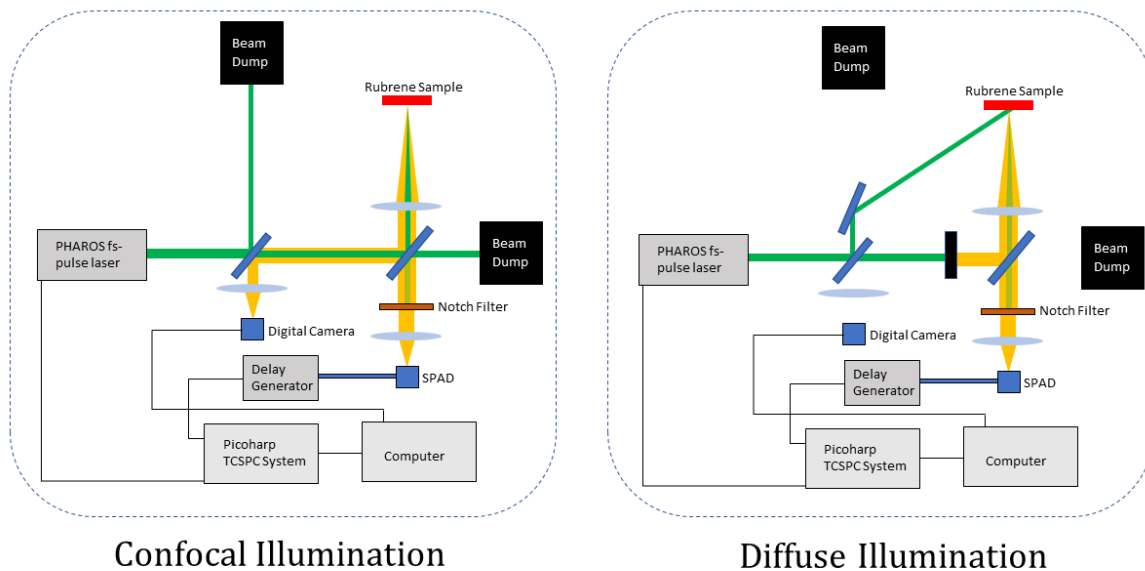 Beam
Dump
Rubrene Sample
PHAROS fs-
pulse laser
Beam
Dump
Notch Filter
Digital Camera
Delay
Generator
SPAD
Picoharp
TCSPC System
Computer
Confocal Illumination
Beam
Dump
Rubrene Sample
PHAROS fs-
pulse laser
Beam
Dump
Notch Filter
Digital Camera
Delay
Generator
SPAD
Picoharp
TCSPC System
Computer
Diffuse Illumination